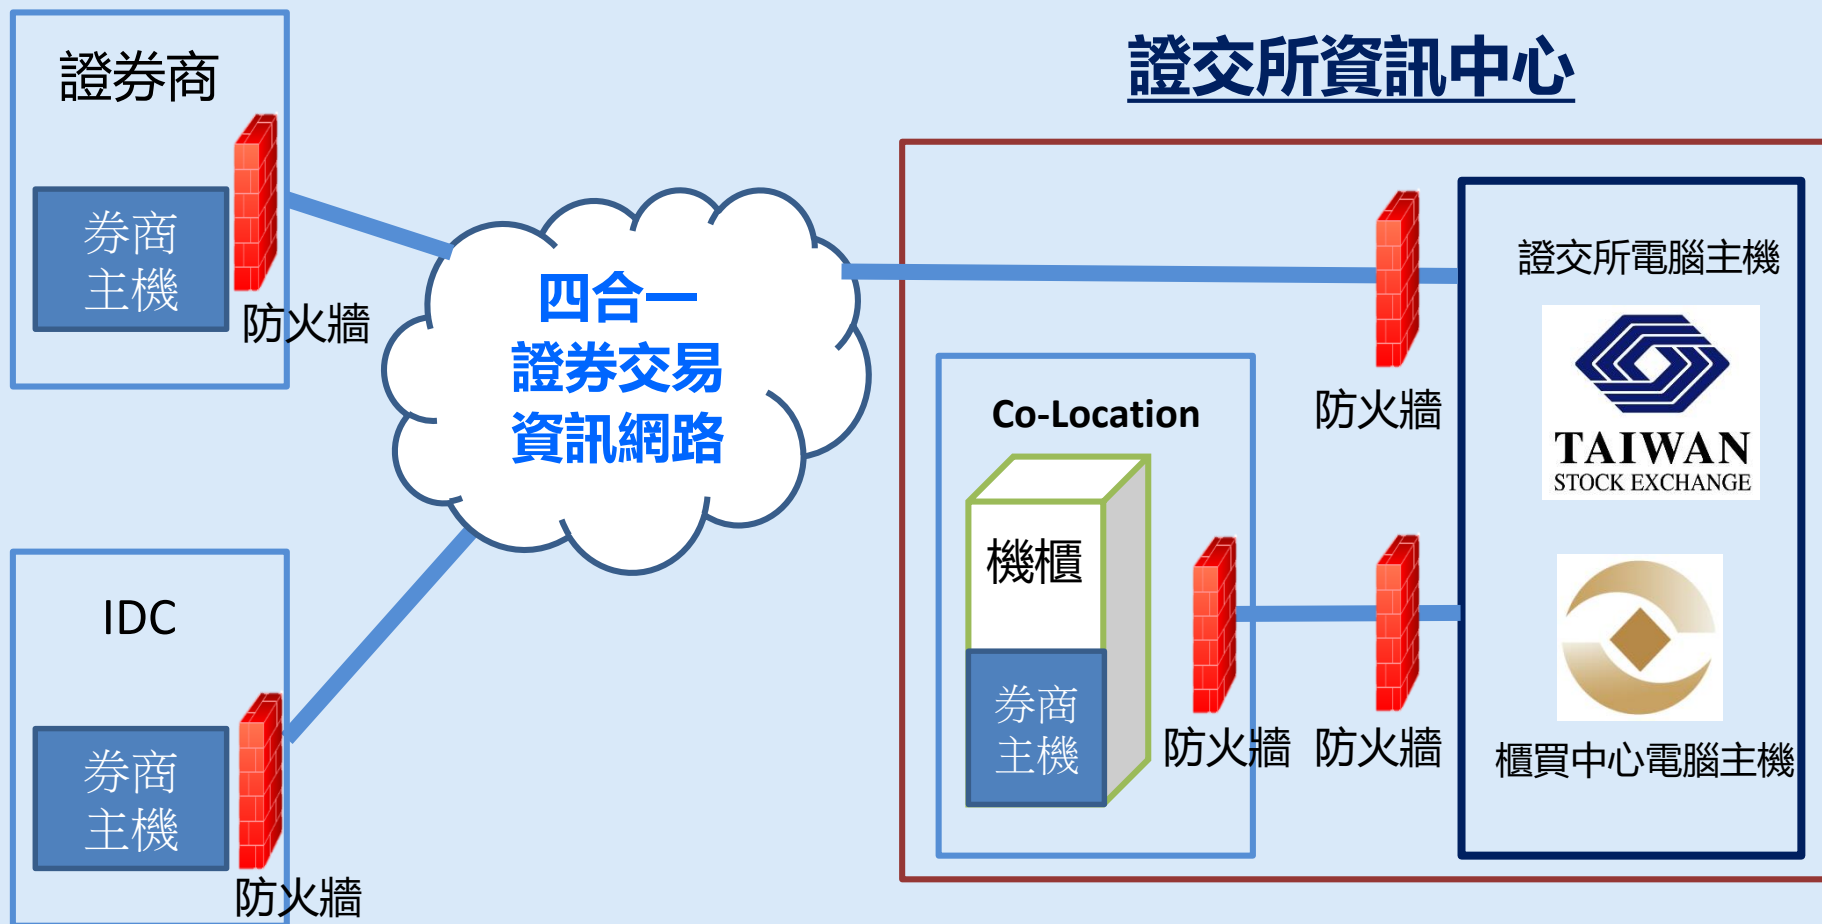 證交所資訊中心
證券商
券商
主機
防火牆
四合一
證券交易
資訊網路
IDC
券商
主機
防火牆
Co-Location
機櫃
券商
主機
防火牆
防火牆
防火牆
證交所電腦主機
TAIWAN
STOCK EXCHANGE
櫃買中心電腦主機